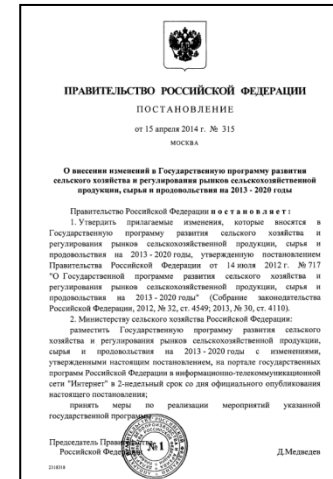 ПРАВИТЕЛЬСТВО РОССИЙСКОЙ ФЕДЕРАЦИИ
ПОСТАНОВЛЕНИЕ
от 15 апреля 2014 г. № 315
МОСКВА
О внесении изменений в Государственную программу развития
сельского хозяйства и регулирования рынков сельскохозяйственной
продукции, сырья и продовольствия на 2013 - 2020 годы
Правительство Российской Федерации постановляет:
1. Утвердить прилагаемые изменения, которые вносятся в
Государственную программу развития сельского хозяйства и
регулирования рынков сельскохозяйственной продукции, сырья и
продовольствия на 2013 - 2020 годы, утвержденную постановлением
Правительства Российской Федерации от 14 июля 2012 г. № 717
"О Государственной программе развития сельского хозяйства и
регулирования рынков сельскохозяйственной продукции, сырья и
продовольствия на 2013 - 2020 годы" (Собрание законодательства
Российской Федерации, 2012, № 32, ст. 4549; 2013, № 30, ст. 4110).
2. Министерству сельского хозяйства Российской Федерации:
разместить Государственную программу развития сельского
хозяйства и регулирования рынков сельскохозяйственной продукции,
сырья и продовольствия на 2013 - 2020 годы с изменениями,
утвержденными настоящим постановлением, на портале государственных
программ Российской Федерации в информационно-телекоммуникационной
сети "Интернет" в 2-недельный срок со дня официального опубликования
настоящего постановления;
принять меры по реализации мероприятий указанной
государственной программы.
Председатель Правительства
Российской Федерации Д.Медведев
№1